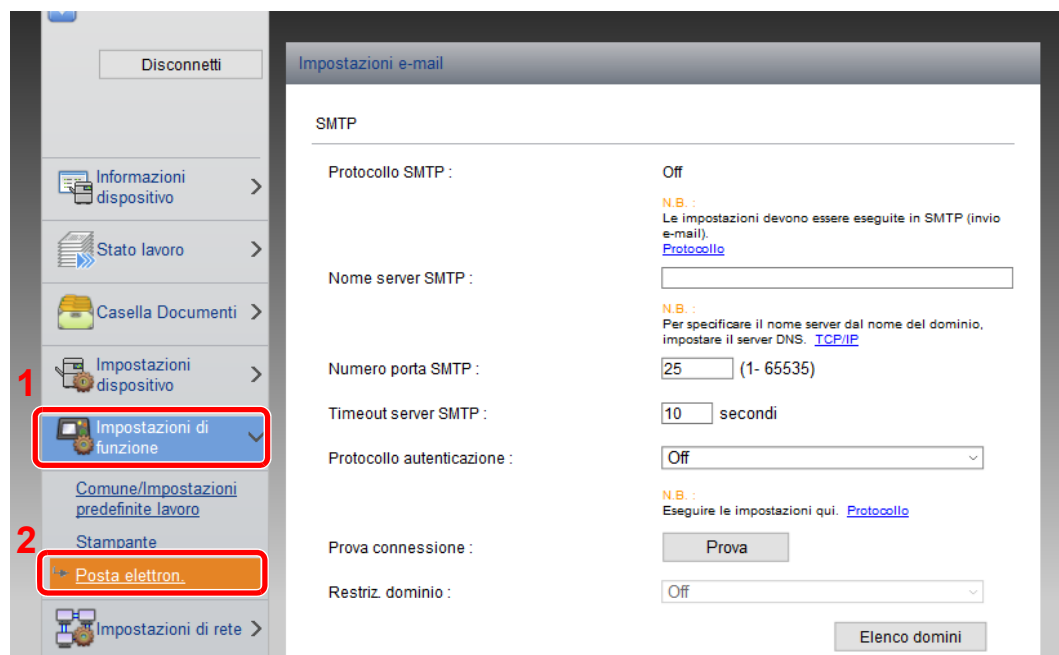 Disconnetti
Informazioni
dispositivo
Stato lavoro
Casella Documenti
1
Impostazioni
dispositivo
Impostazioni di
funzione
Comune/Impostazioni
predefinite lavoro
2
Stampante
Posta elettron.
Impostazioni di rete
Impostazioni e-mail
SMTP
Protocollo SMTP :
Off
N.B. :
Le impostazioni devono essere eseguite in SMTP (invio
e-mail).
Protocollo
Nome server SMTP :
N.B. :
Per specificare il nome server dal nome del dominio,
impostare il server DNS. TCP/IP
Numero porta SMTP :
25 (1- 65535)
Timeout server SMTP :
10 secondi
Protocollo autenticazione :
Off
N.B. :
Eseguire le impostazioni qui. Protocollo
Prova connessione :
Prova
Restriz. dominio :
Off
Elenco domini